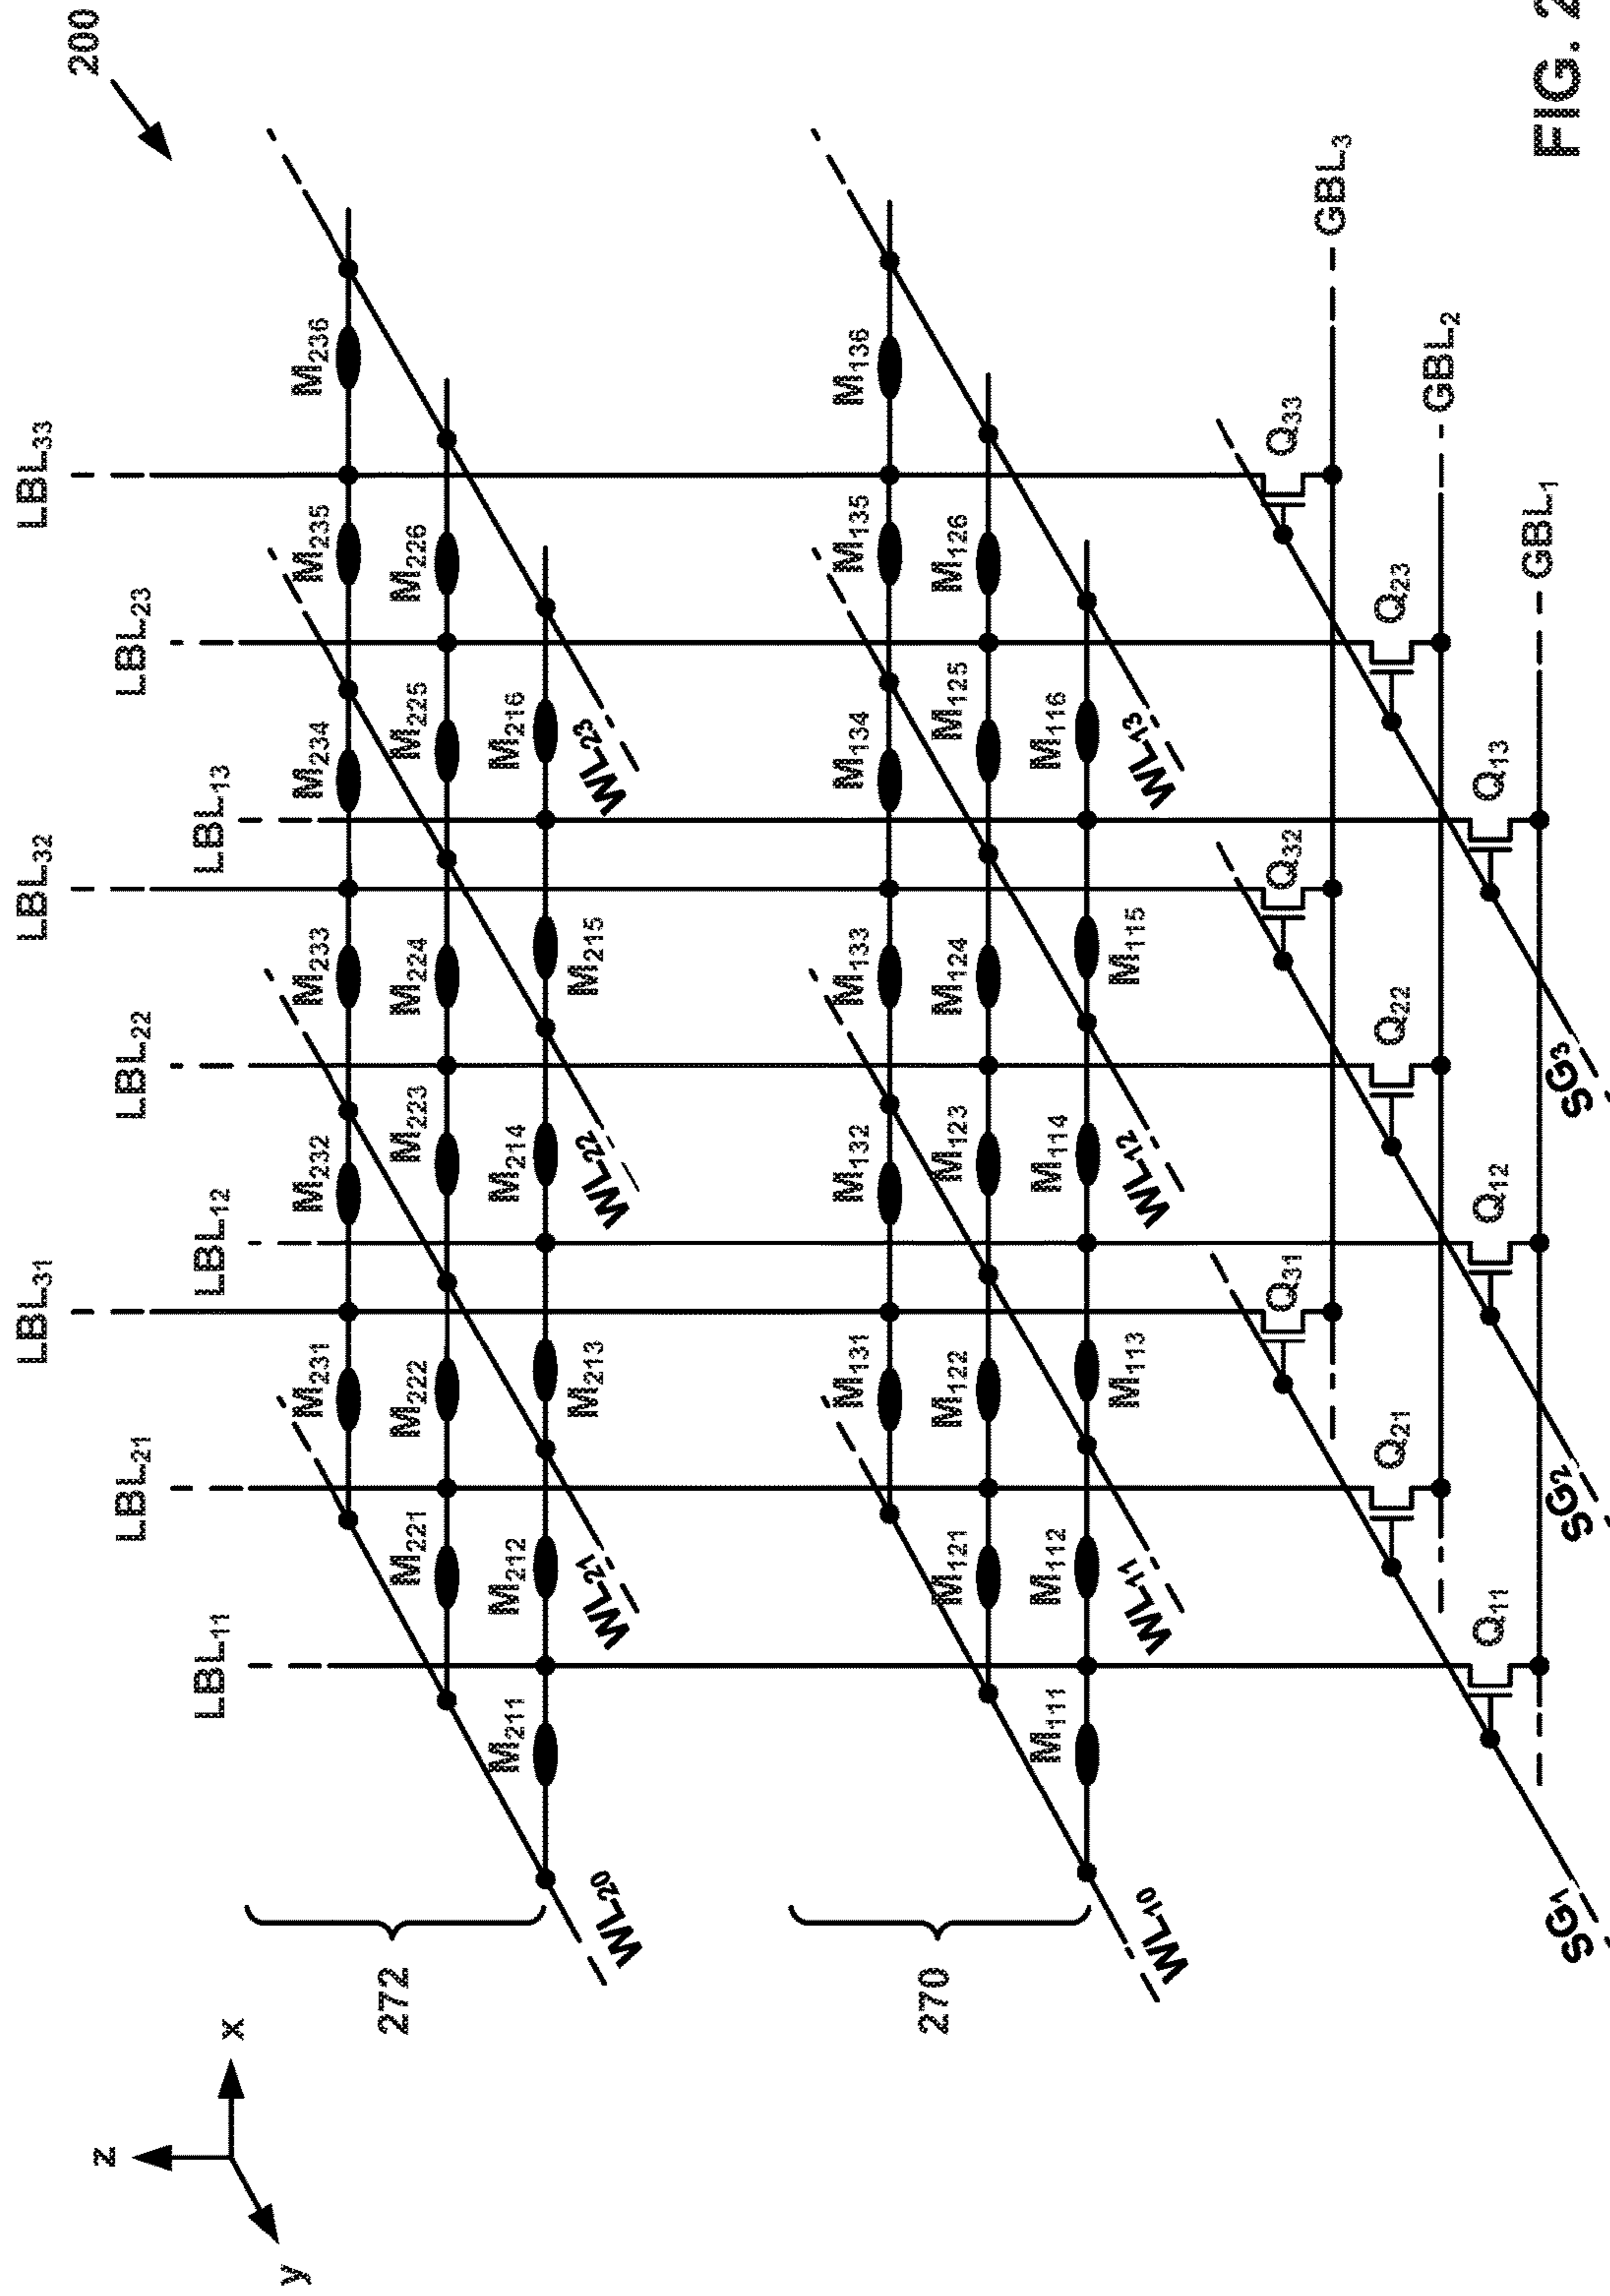 200
LBL31 LBL32 LBL33
LBL21 LBL22 LBL23
LBL11 LBL12 LBL13
z
x
y
272
M231 M232 M233 M234 M235 M236
M221 M222 M223 M224 M225 M226
M211 M212 M214 M216
M213 M215
WL20 WL21 WL22 WL23
270
M131 M132 M133 M134 M135 M136
M121 M122 M123 M124 M125 M126
M111 M112 M114 M116
M113 M115
WL10 WL11 WL12 WL13
Q31 Q32 Q33
GBL3
Q21 Q22 Q23
GBL2
Q11 Q12 Q13
GBL1
SG1 SG2 SG3
FIG. 2